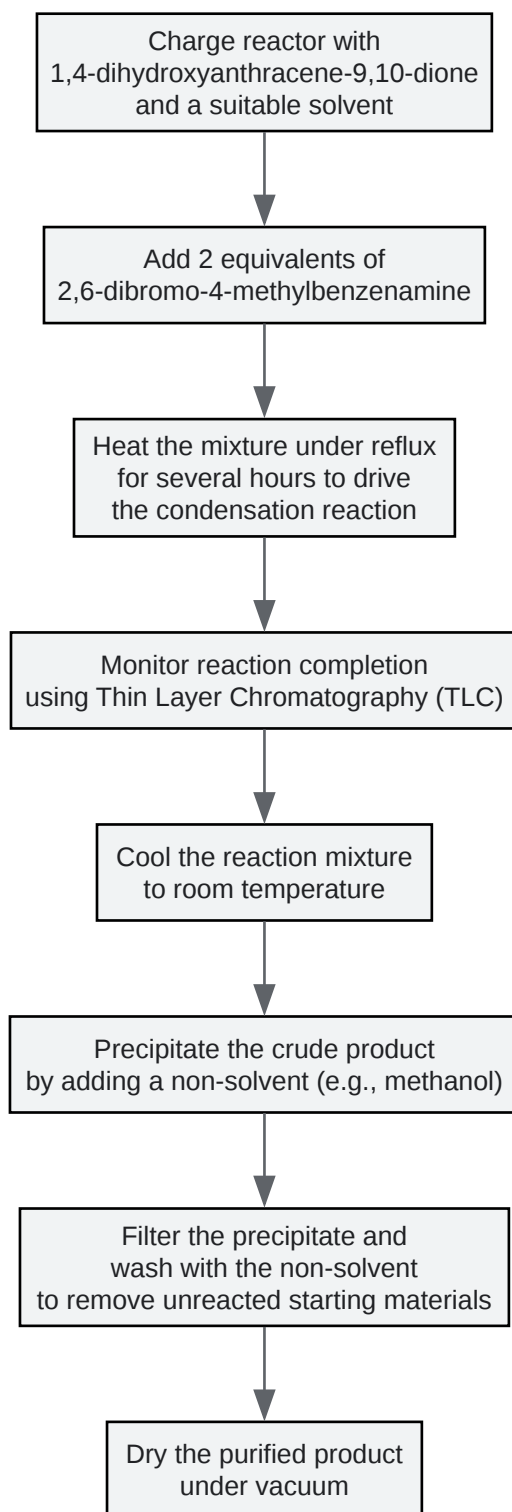 Charge reactor with
1,4-dihydroxyanthracene-9,10-dione
and a suitable solvent
Add 2 equivalents of
2,6-dibromo-4-methylbenzenamine
Heat the mixture under reflux
for several hours to drive
the condensation reaction
Monitor reaction completion
using Thin Layer Chromatography (TLC)
Cool the reaction mixture
to room temperature
Precipitate the crude product
by adding a non-solvent (e.g., methanol)
Filter the precipitate and
wash with the non-solvent
to remove unreacted starting materials
Dry the purified product
under vacuum